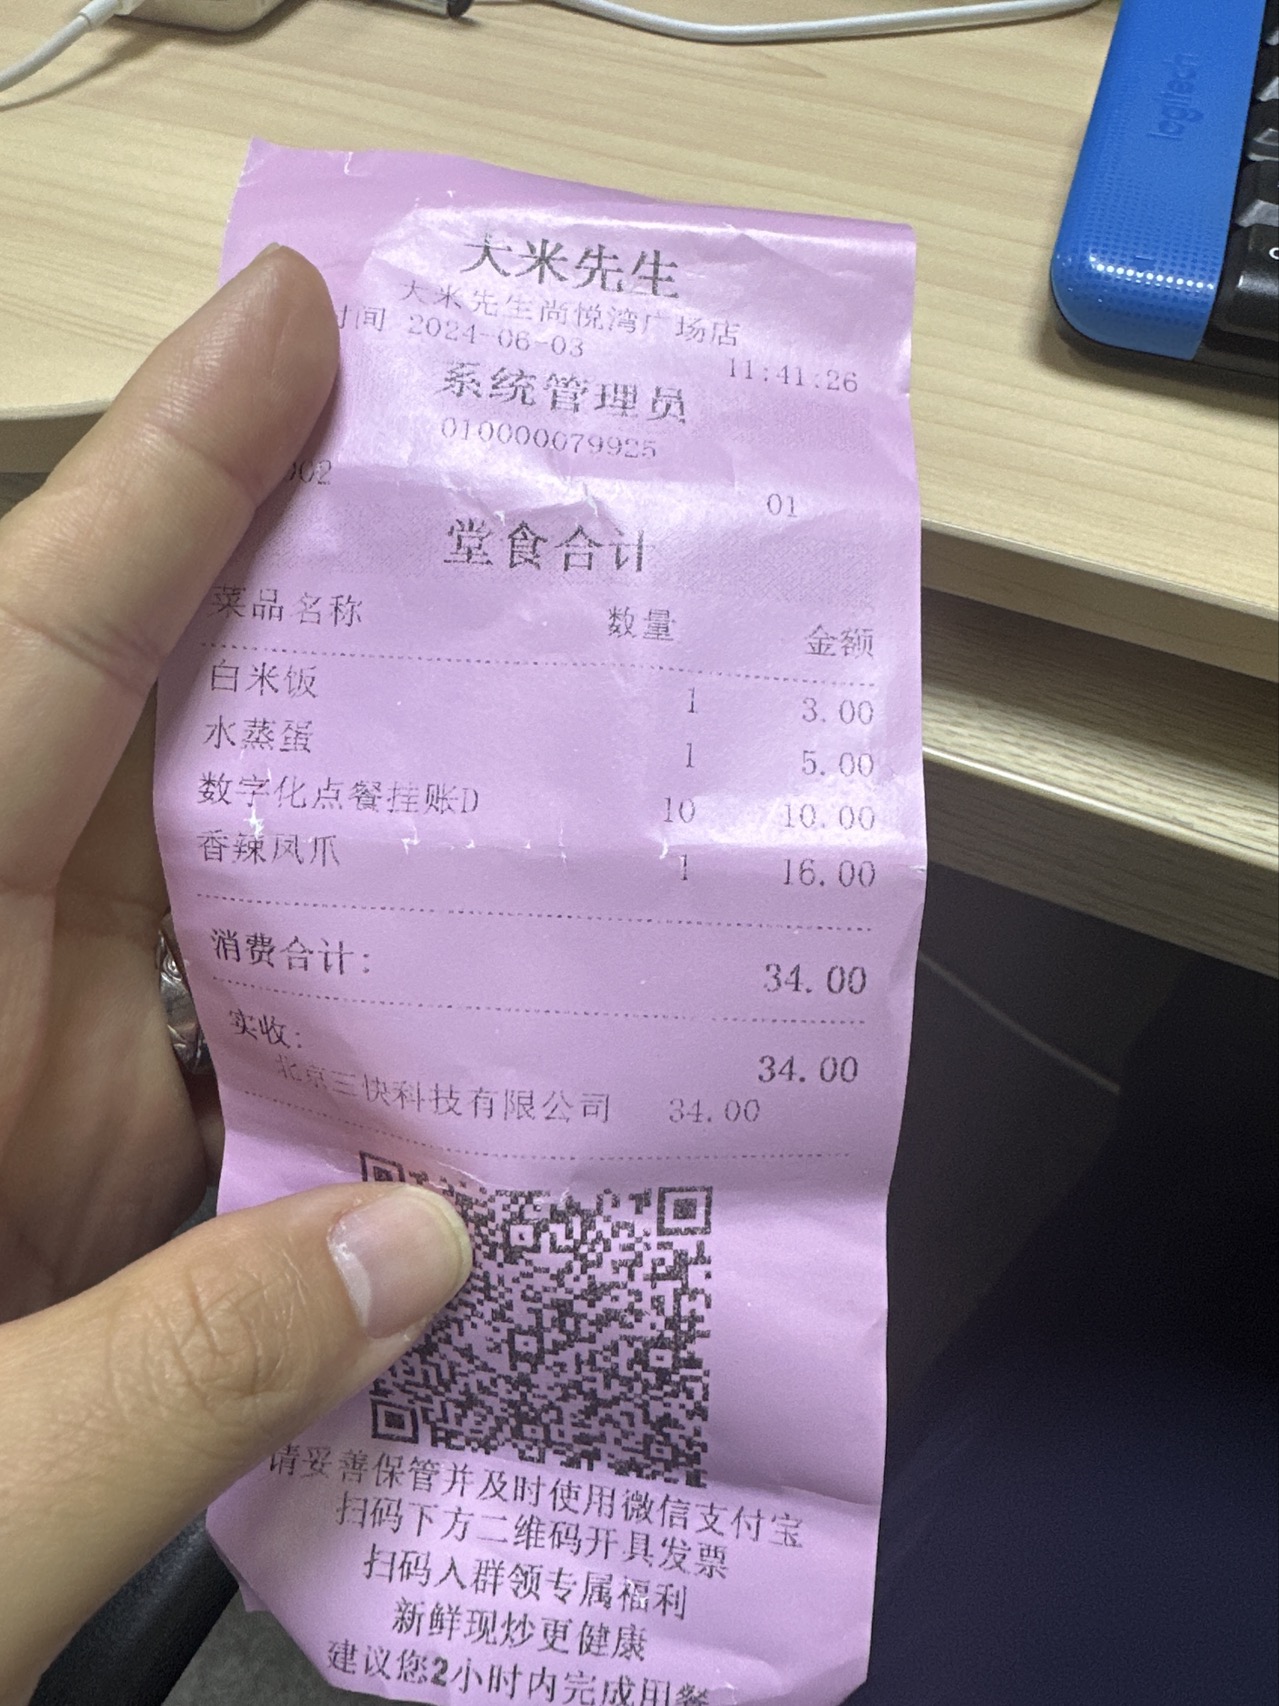 logitech
大米先生
大米先生尚悦湾广场店
时间 2024-06-03 11:41:26
系统管理员
010000079925
002 01
堂食合计
菜品名称 数量 金额
白米饭 1 3.00
水蒸蛋 1 5.00
数字化点餐挂账D 10 10.00
香辣凤爪 1 16.00
消费合计: 34.00
实收: 34.00
北京三快科技有限公司 34.00
请妥善保管并及时使用微信支付宝
扫码下方二维码开具发票
扫码入群领专属福利
新鲜现炒更健康
建议您2小时内完成用餐